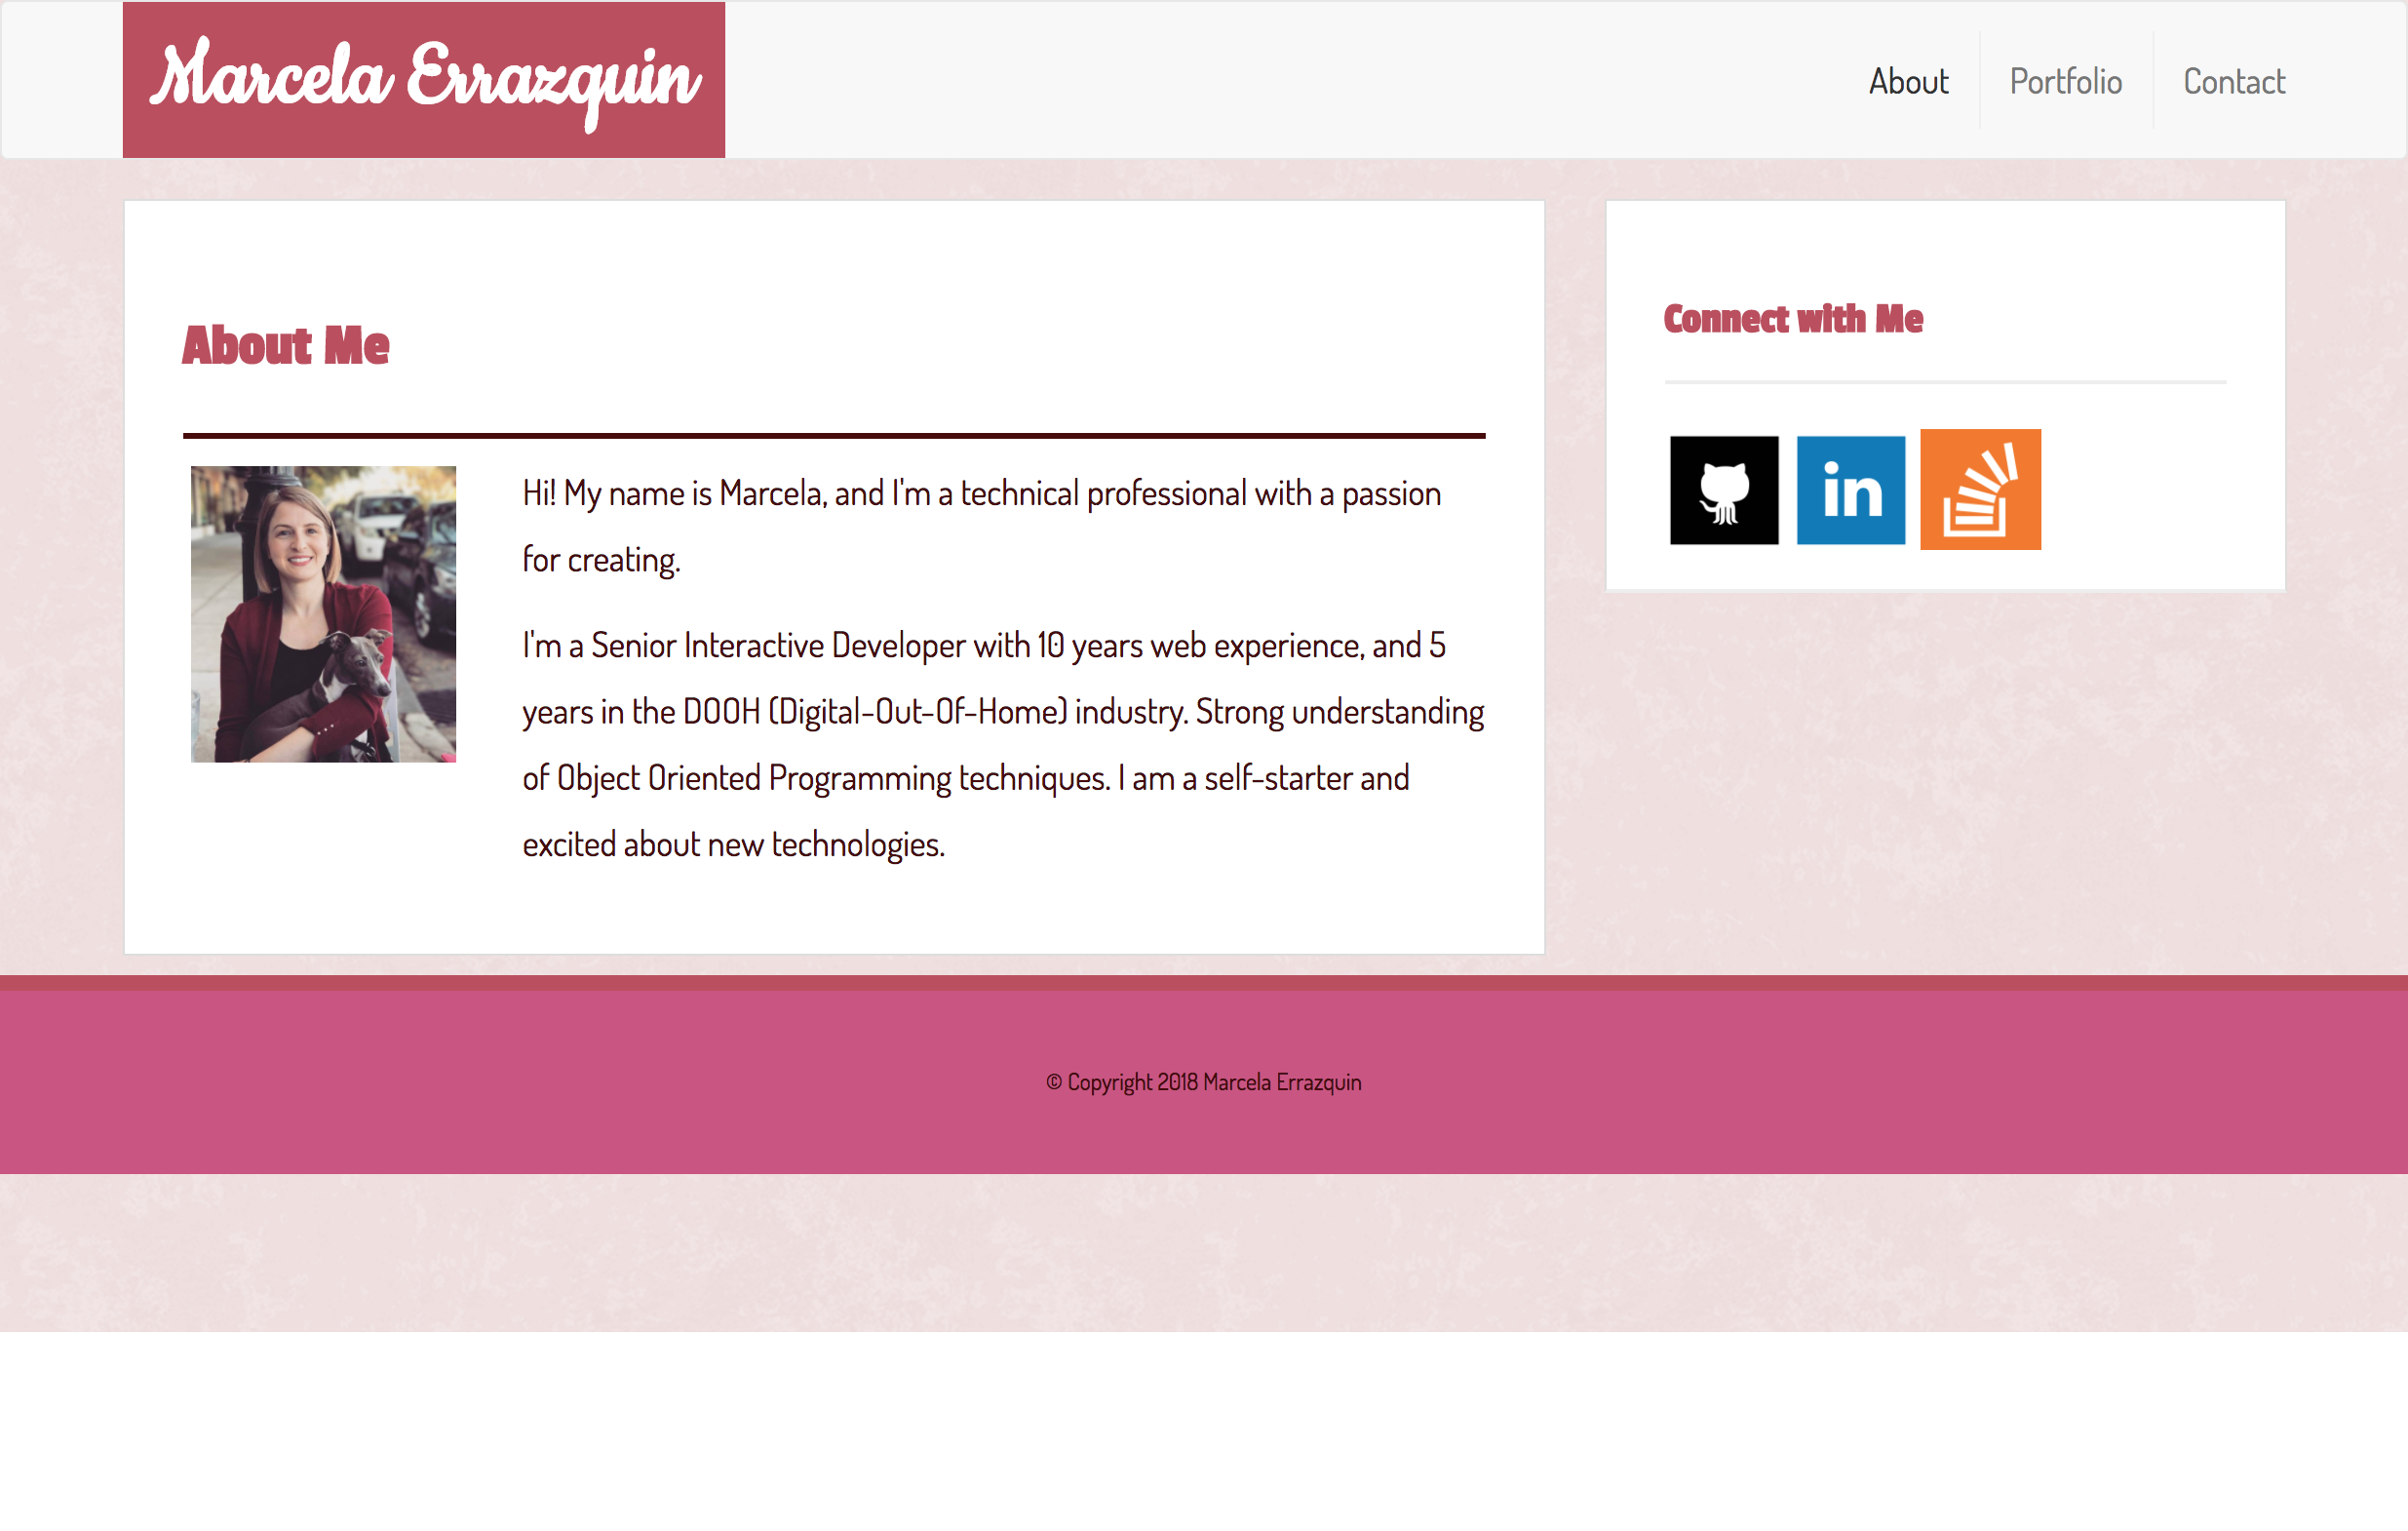 Marcela Errazquin
About
Portfolio
Contact
About Me
Hi! My name is Marcela, and I'm a technical professional with a passion
for creating.
I'm a Senior Interactive Developer with 10 years web experience, and 5
years in the DOOH (Digital-Out-Of-Home) industry. Strong understanding
of Object Oriented Programming techniques. I am a self-starter and
excited about new technologies.
Connect with Me
in
© Copyright 2018 Marcela Errazquin